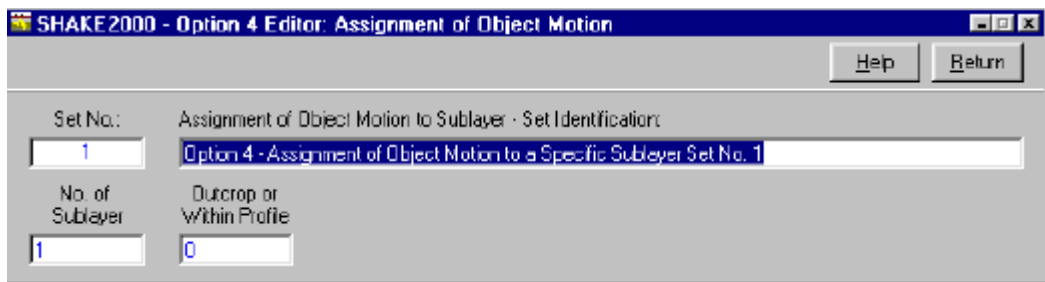 SHAKE2000 - Option 4 Editor: Assignment of Object Motion
Help Return
Set No.: Assignment of Object Motion to Sublayer - Set Identification:
1 Option 4 - Assignment of Object Motion to a Specific Sublayer Set No. 1
No. of Sublayer
Outcrop or Within Profile
1 0